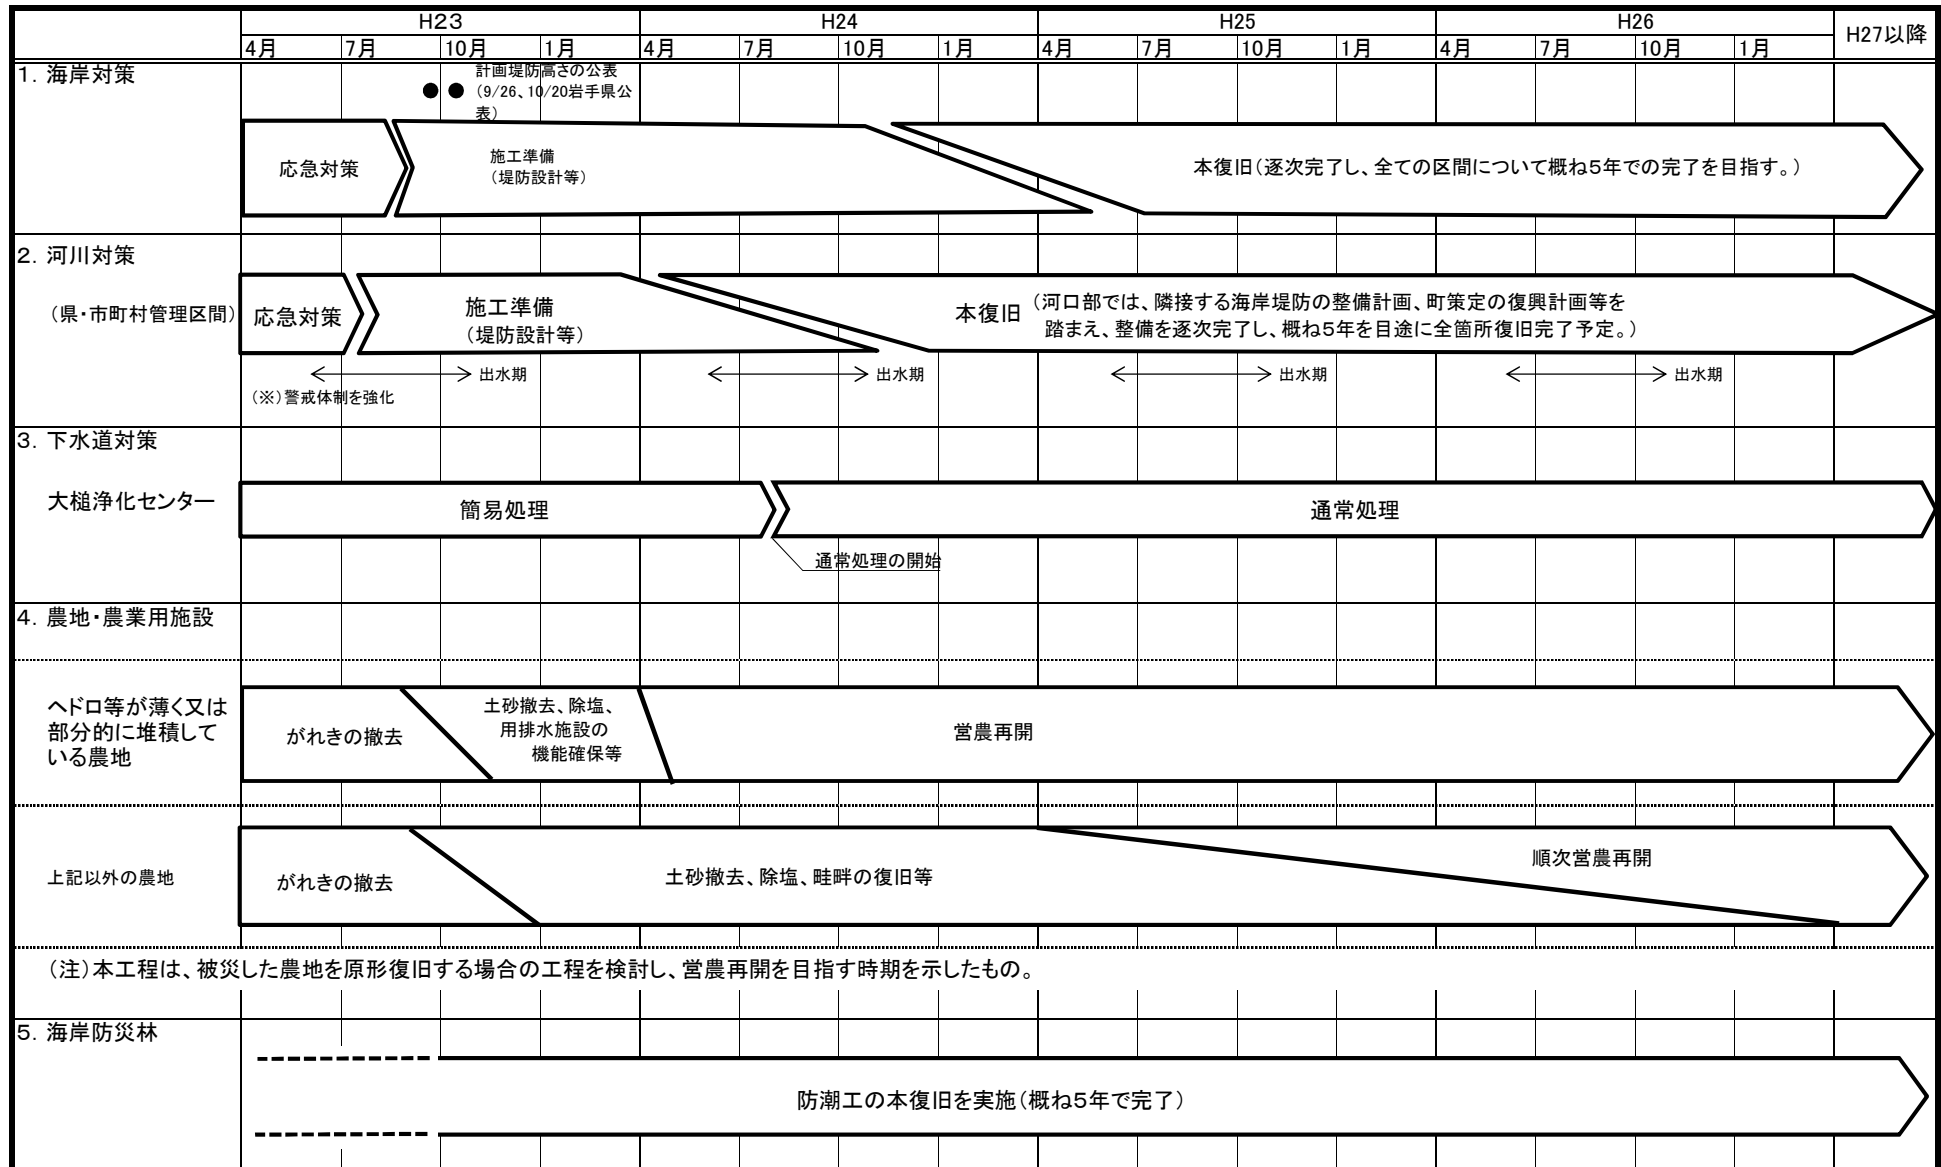 H23 H24 H25 H26 H27以降
4月 7月 10月 1月 4月 7月 10月 1月 4月 7月 10月 1月 4月 7月 10月 1月
1．海岸対策
計画堤防高さの公表
（9/26、10/20岩手県公
表）
応急対策
施工準備
（堤防設計等）
本復旧（逐次完了し、全ての区間について概ね5年での完了を目指す。）
2．河川対策
（県・市町村管理区間）
応急対策
施工準備
（堤防設計等）
本復旧（河口部では、隣接する海岸堤防の整備計画、町策定の復興計画等を
踏まえ、整備を逐次完了し、概ね5年を目途に全箇所復旧完了予定。）
出水期 出水期 出水期 出水期
（※）警戒体制を強化
3．下水道対策
大槌浄化センター
簡易処理
通常処理
通常処理の開始
4．農地・農業用施設
ヘドロ等が薄く又は
部分的に堆積して
いる農地
がれきの撤去
土砂撤去、除塩、
用排水施設の
機能確保等
営農再開
上記以外の農地
がれきの撤去
土砂撤去、除塩、畦畔の復旧等
順次営農再開
（注）本工程は、被災した農地を原形復旧する場合の工程を検討し、営農再開を目指す時期を示したもの。
5．海岸防災林
防潮工の本復旧を実施（概ね5年で完了）